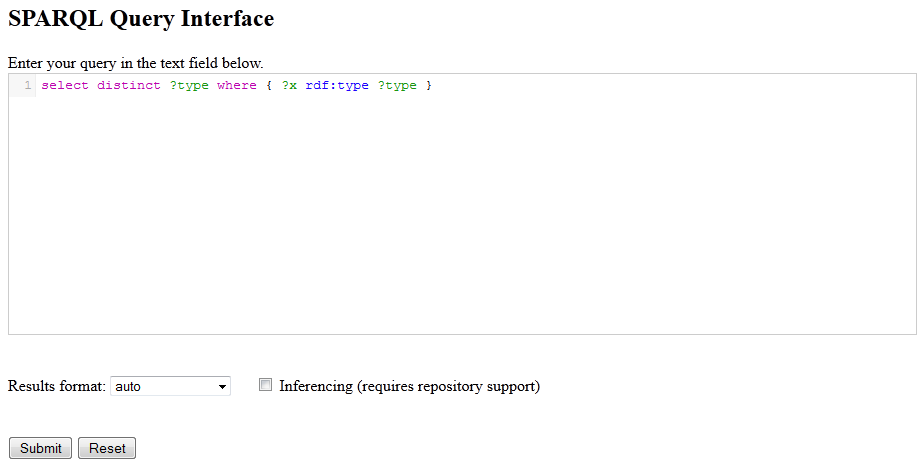 SPARQL Query Interface
Enter your query in the text field below.
1 select distinct ?type where { ?x rdf:type ?type }
Results format: auto Inferencing (requires repository support)
Submit Reset